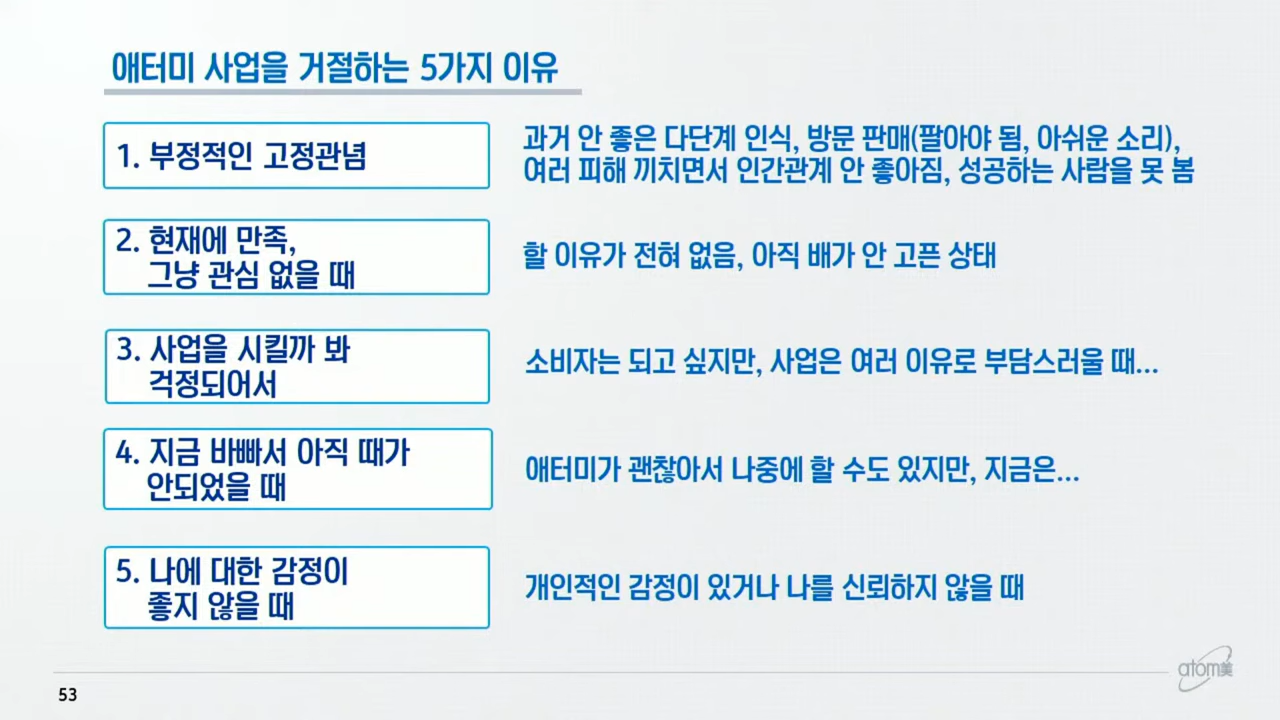 애터미 사업을 거절하는 5가지 이유
1. 부정적인 고정관념
과거 안 좋은 다단계 인식, 방문 판매(팔아야 됨, 아쉬운 소리),
여러 피해 끼치면서 인간관계 안 좋아짐, 성공하는 사람을 못 봄
2. 현재에 만족,
그냥 관심 없을 때
할 이유가 전혀 없음, 아직 배가 안 고픈 상태
3. 사업을 시킬까 봐
걱정되어서
소비자는 되고 싶지만, 사업은 여러 이유로 부담스러울 때...
4. 지금 바빠서 아직 때가
안되었을 때
애터미가 괜찮아서 나중에 할 수도 있지만, 지금은...
5. 나에 대한 감정이
좋지 않을 때
개인적인 감정이 있거나 나를 신뢰하지 않을 때
53
atom美